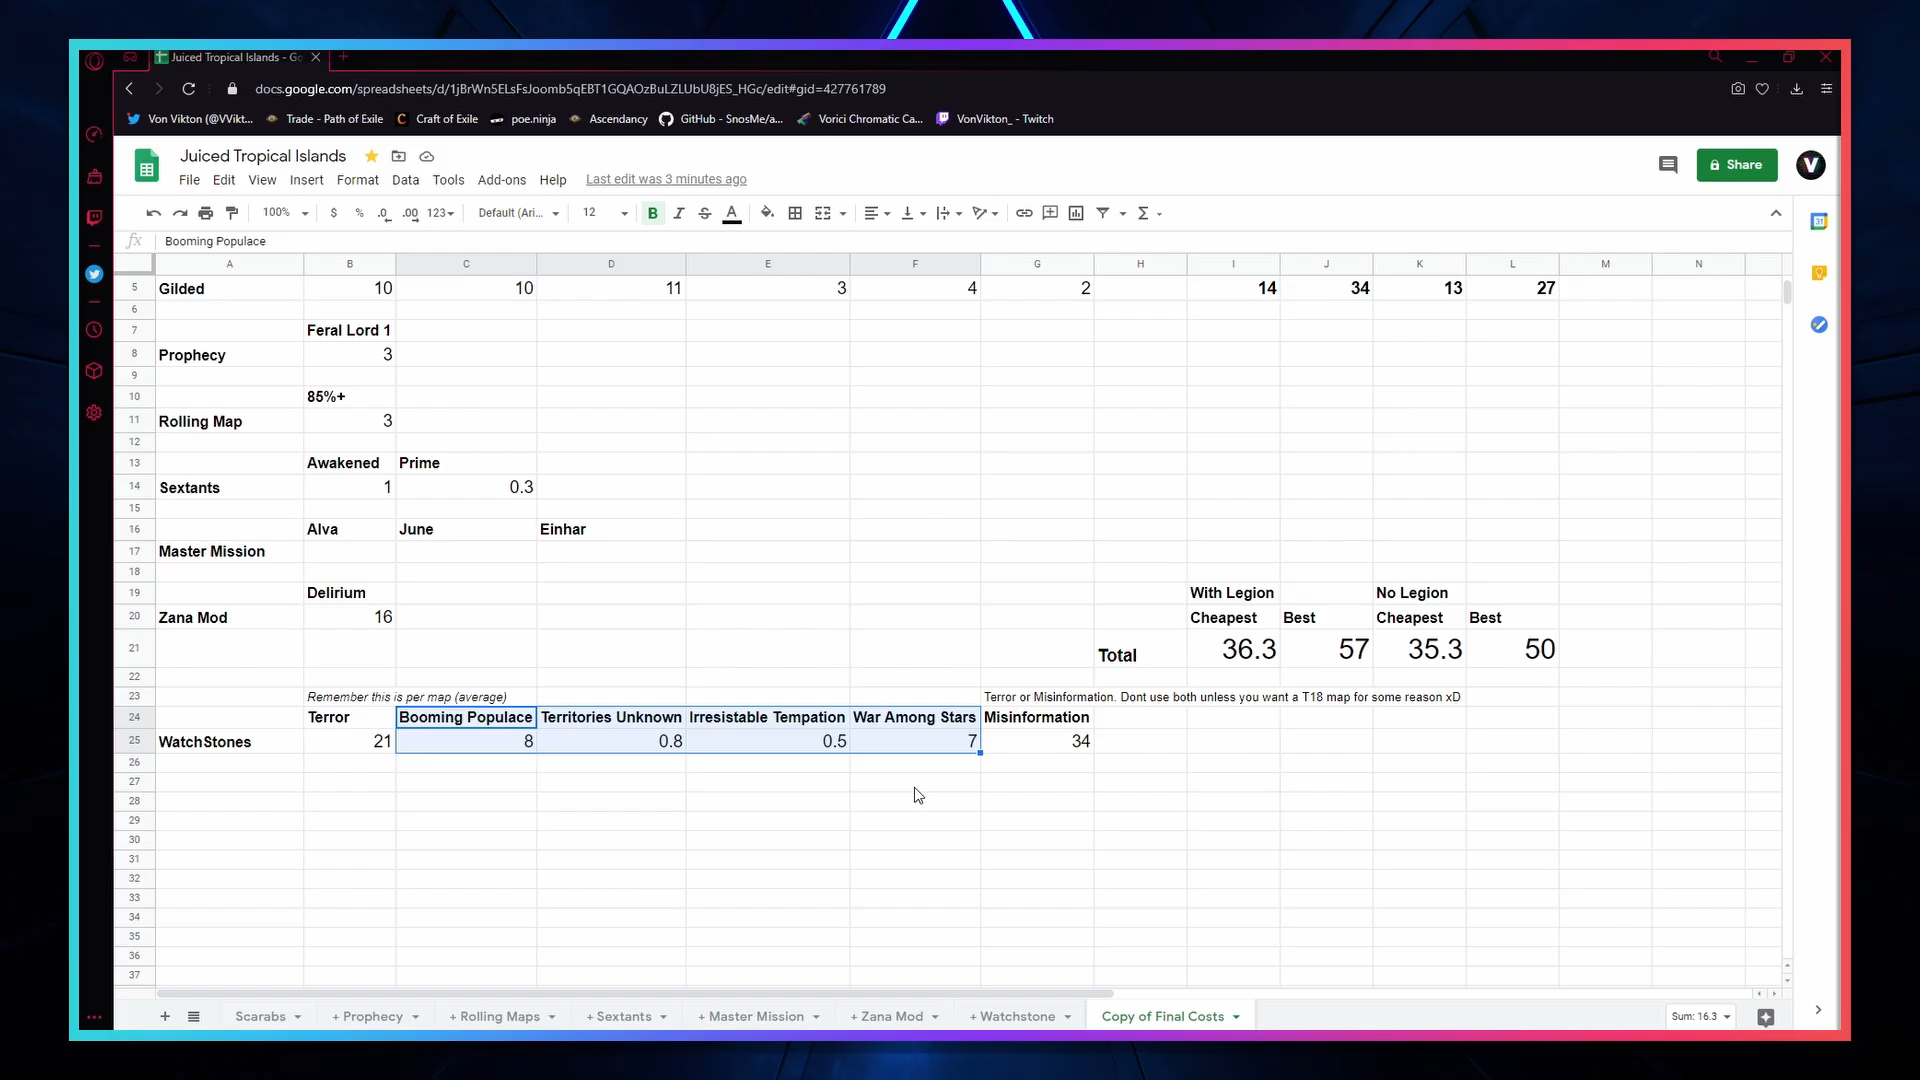 Juiced Tropical Islands - Go
docs.google.com/spreadsheets/d/1jBrWn5ELsFsJoomb5qEBT1GQAOzBuLZLUbU8jES_HGc/edit#gid=427761789
Von Vikton (@VVikt... Trade - Path of Exile Craft of Exile poe.ninja Ascendancy GitHub - SnosMe/a... Vorici Chromatic Ca... VonVikton_ - Twitch
Juiced Tropical Islands
Share
V
File Edit View Insert Format Data Tools Add-ons Help Last edit was 3 minutes ago
100% $ % .0 .00 123 Default (Ari... 12 B I S A Σ
fx Booming Populace
A B C D E F G H I J K L M N
5 Gilded 10 10 11 3 4 2 14 34 13 27
6
7 Feral Lord 1
8 Prophecy 3
9
10 85%+
11 Rolling Map 3
12
13 Awakened Prime
14 Sextants 1 0.3
15
16 Alva June Einhar
17 Master Mission
18
19 Delirium With Legion No Legion
20 Zana Mod 16 Cheapest Best Cheapest Best
21 Total 36.3 57 35.3 50
22
23 Remember this is per map (average) Terror or Misinformation. Dont use both unless you want a T18 map for some reason xD
24 Terror Booming Populace Territories Unknown Irresistable Tempation War Among Stars Misinformation
25 WatchStones 21 8 0.8 0.5 7 34
26
27
28
29
30
31
32
33
34
35
36
37
+ Scarabs + Prophecy + Rolling Maps + Sextants + Master Mission + Zana Mod + Watchstone Copy of Final Costs Sum: 16.3